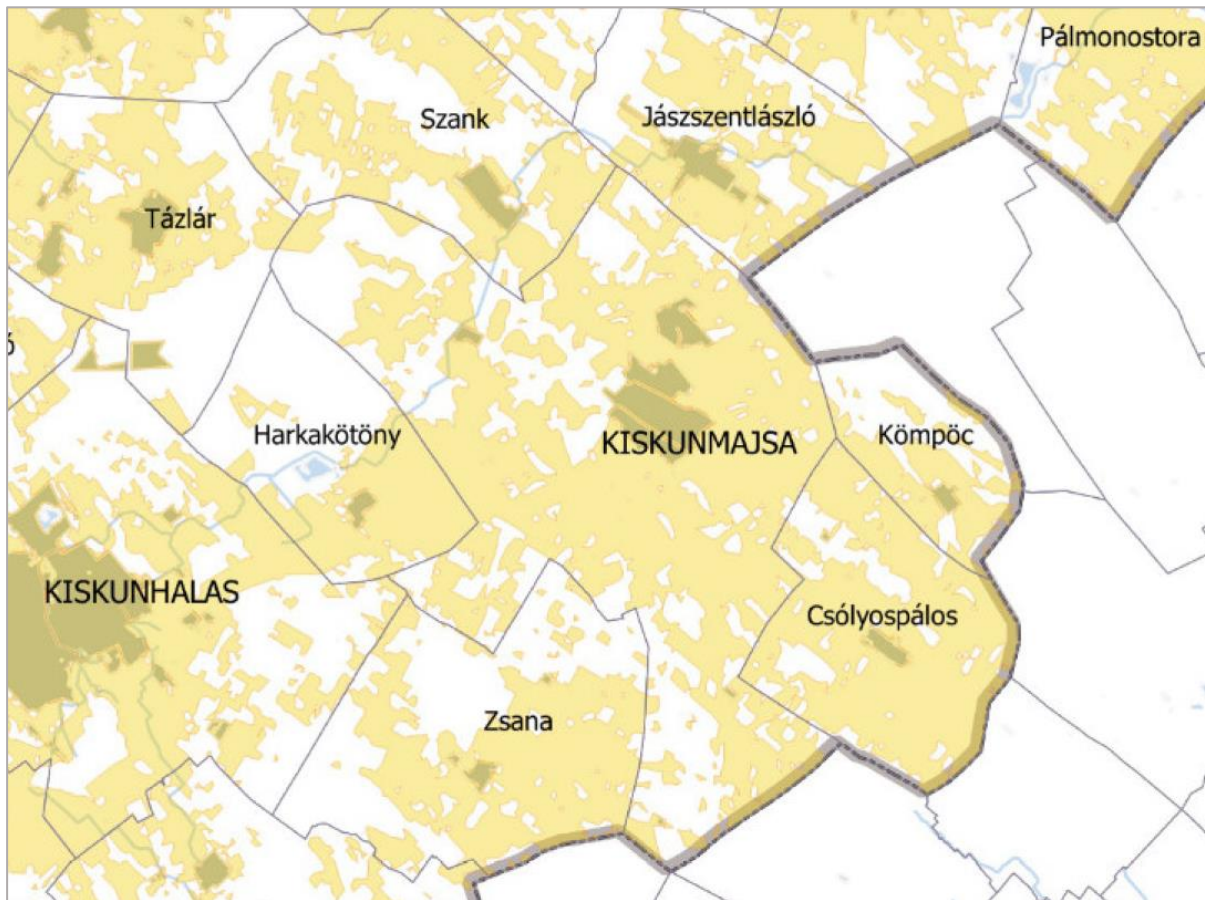 Pálmonostora
Szank
Jászszentlászló
Tázlár
ó
Harkakötöny
KISKUNMAJSA
Kömpöc
KISKUNHALAS
Csólyospálos
Zsana